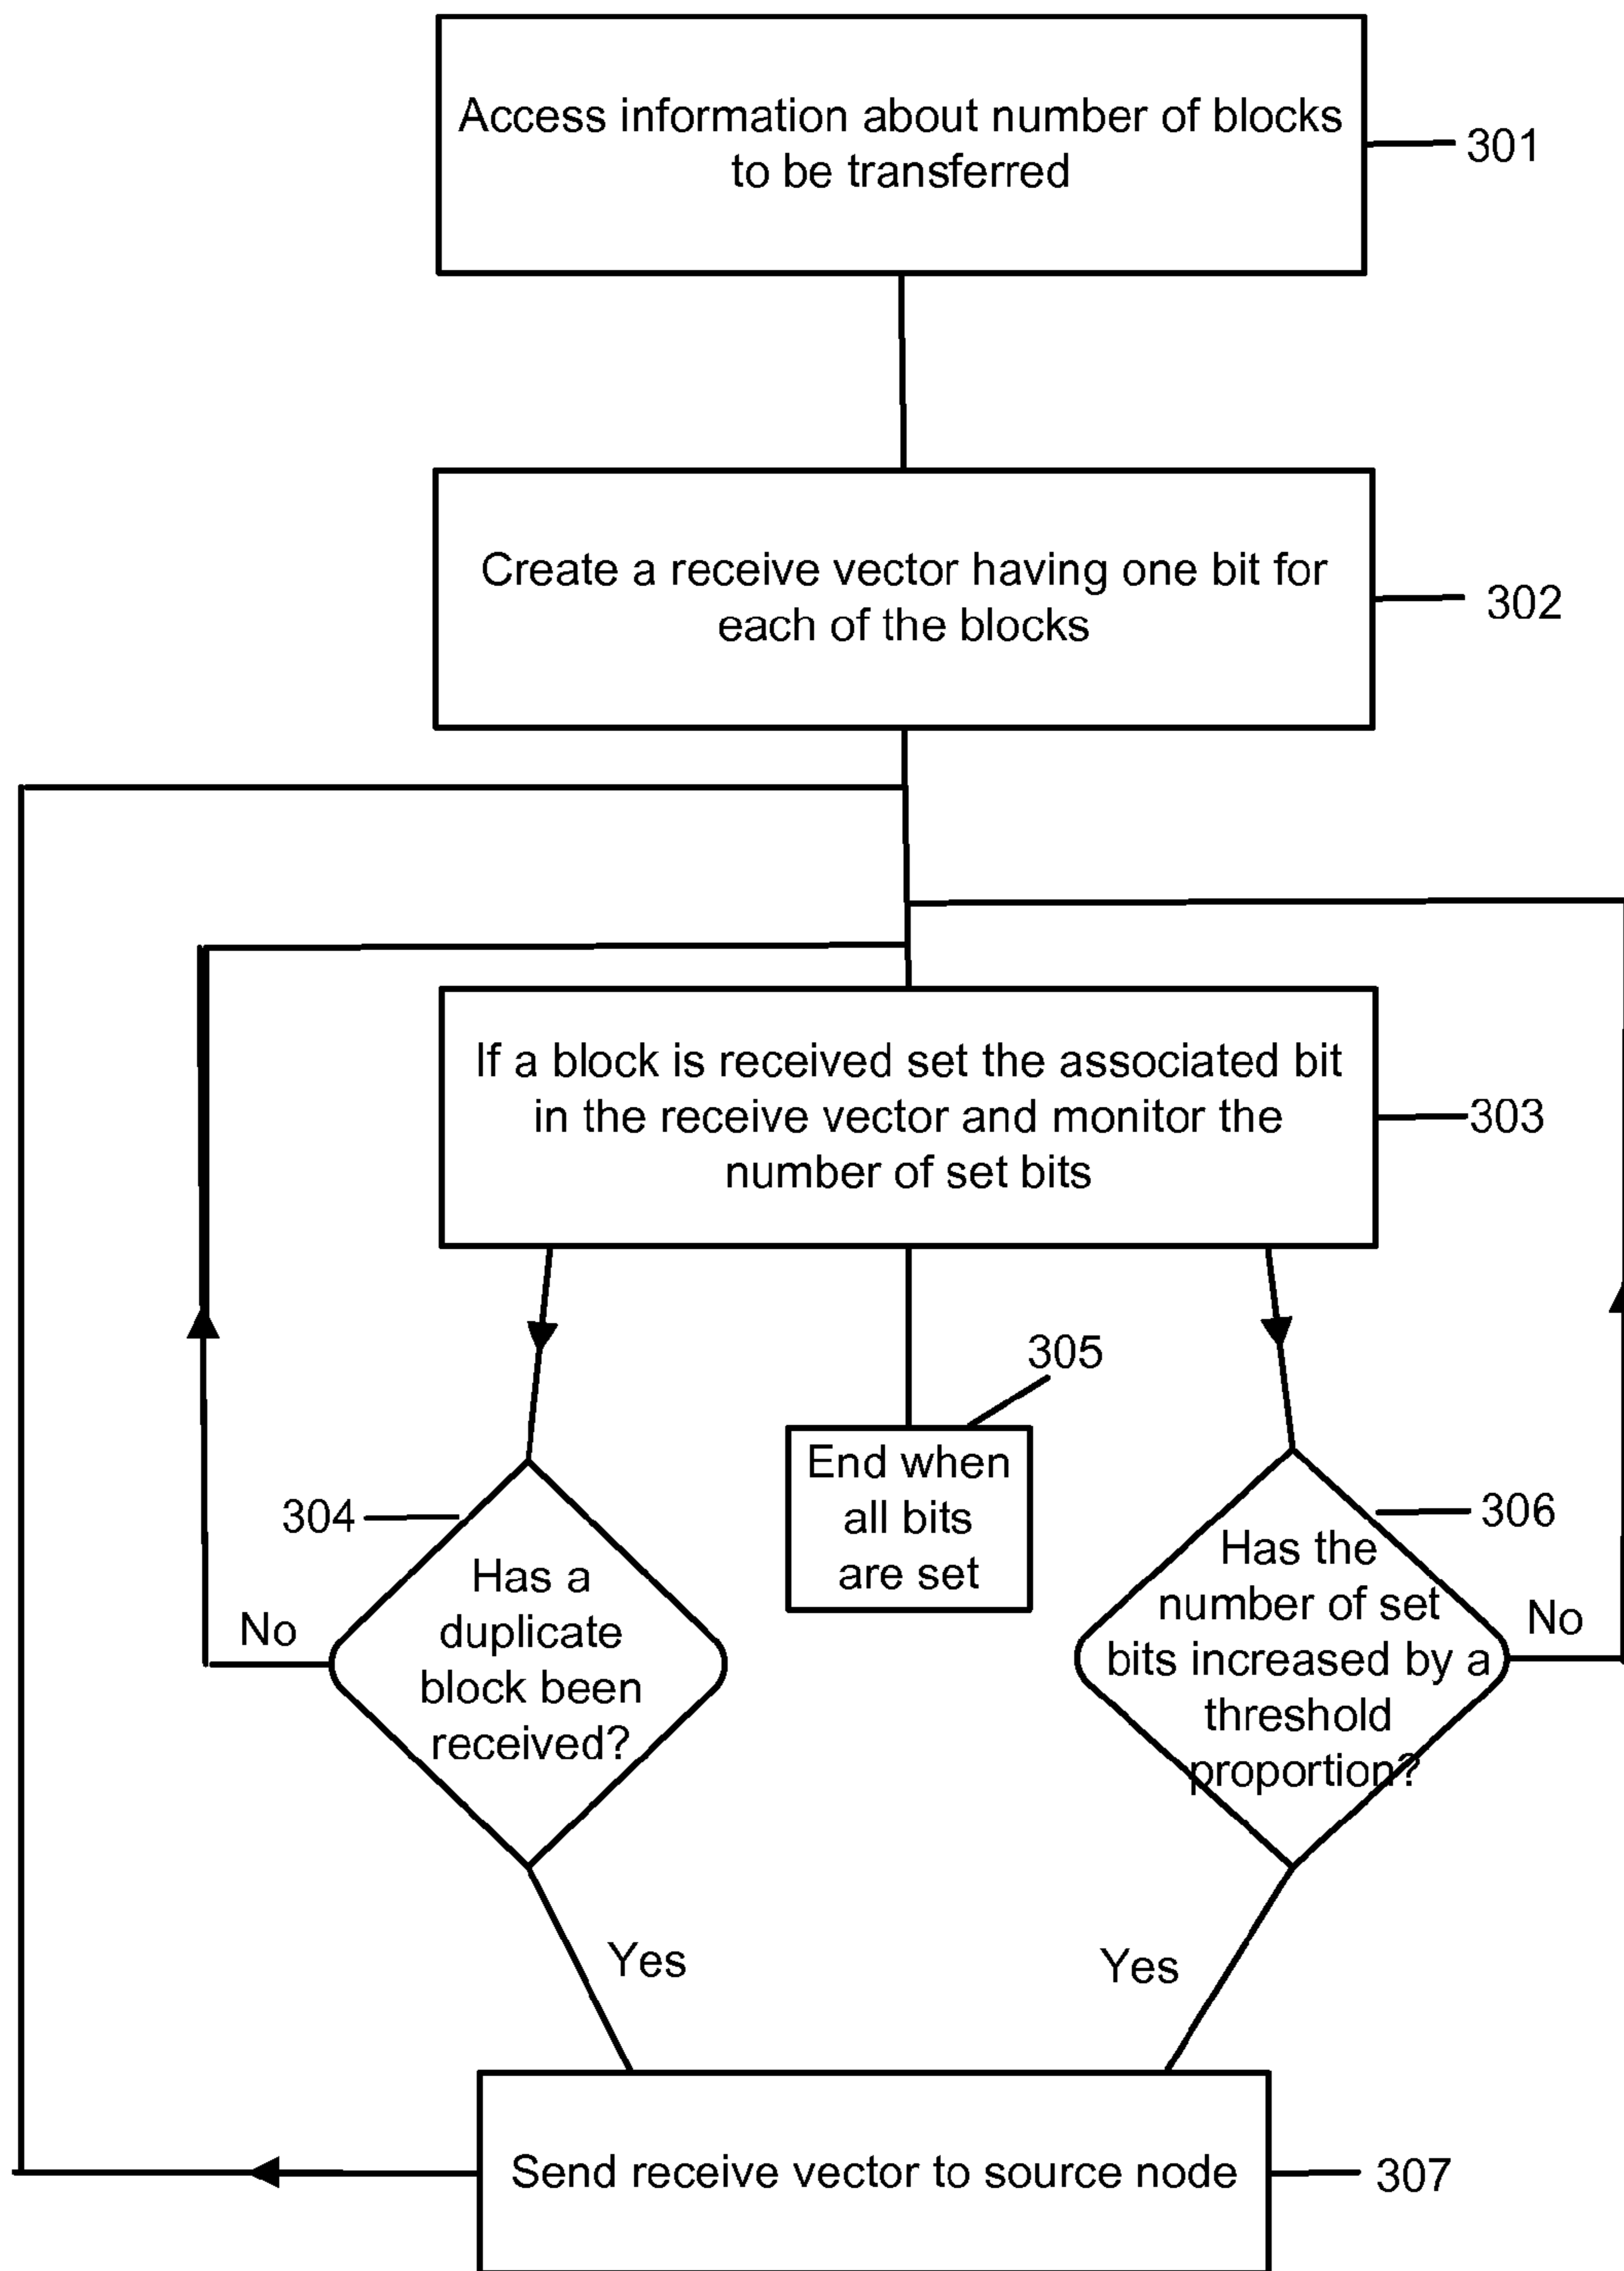 Access information about number of blocks
to be transferred
301
Create a receive vector having one bit for
each of the blocks
302
If a block is received set the associated bit
in the receive vector and monitor the
number of set bits
303
304
Has a
duplicate
block been
received?
No
Yes
305
End when
all bits
are set
306
Has the
number of set
bits increased by a
threshold
proportion?
No
Yes
Send receive vector to source node
307